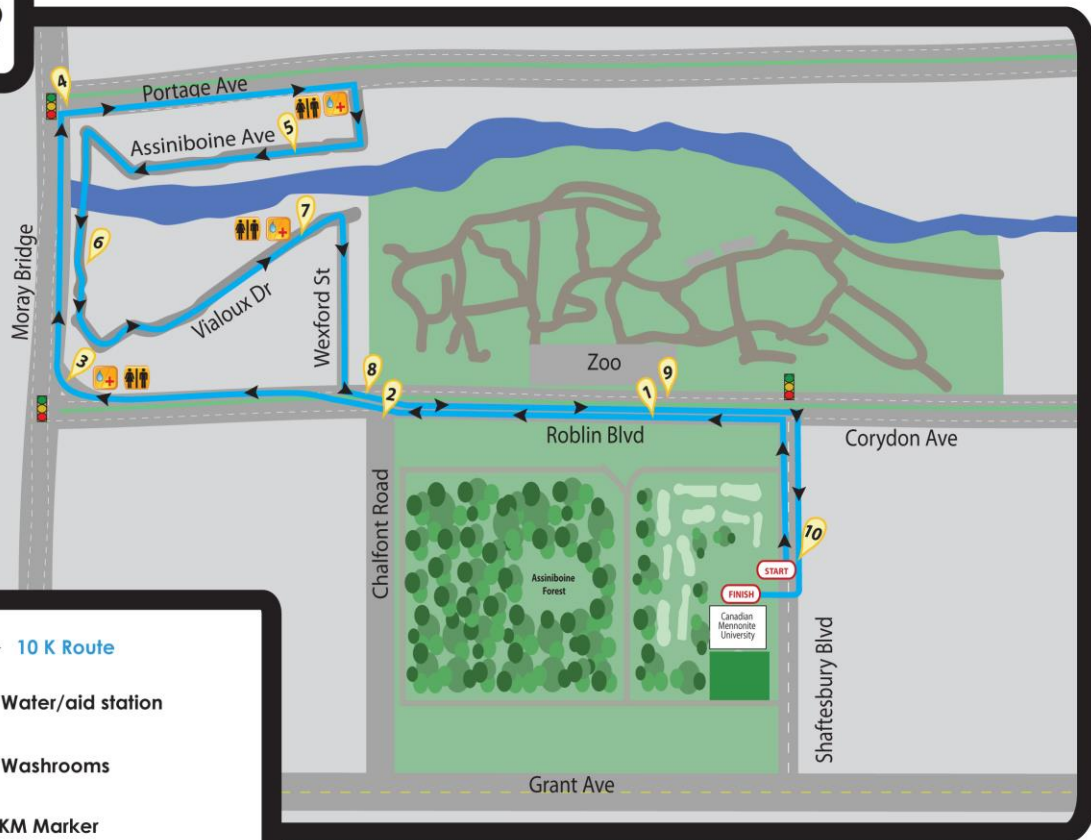 4
Portage Ave
5
Assiniboine Ave
7
6
Moray Bridge
Vialoux Dr
Wexford St
3
8
2
Zoo
9
1
Roblin Blvd
Corydon Ave
Chalfont Road
10
START
FINISH
Assiniboine
Forest
Canadian
Mennonite
University
Shaftesbury Blvd
Grant Ave
10 K Route
Water/aid station
Washrooms
KM Marker